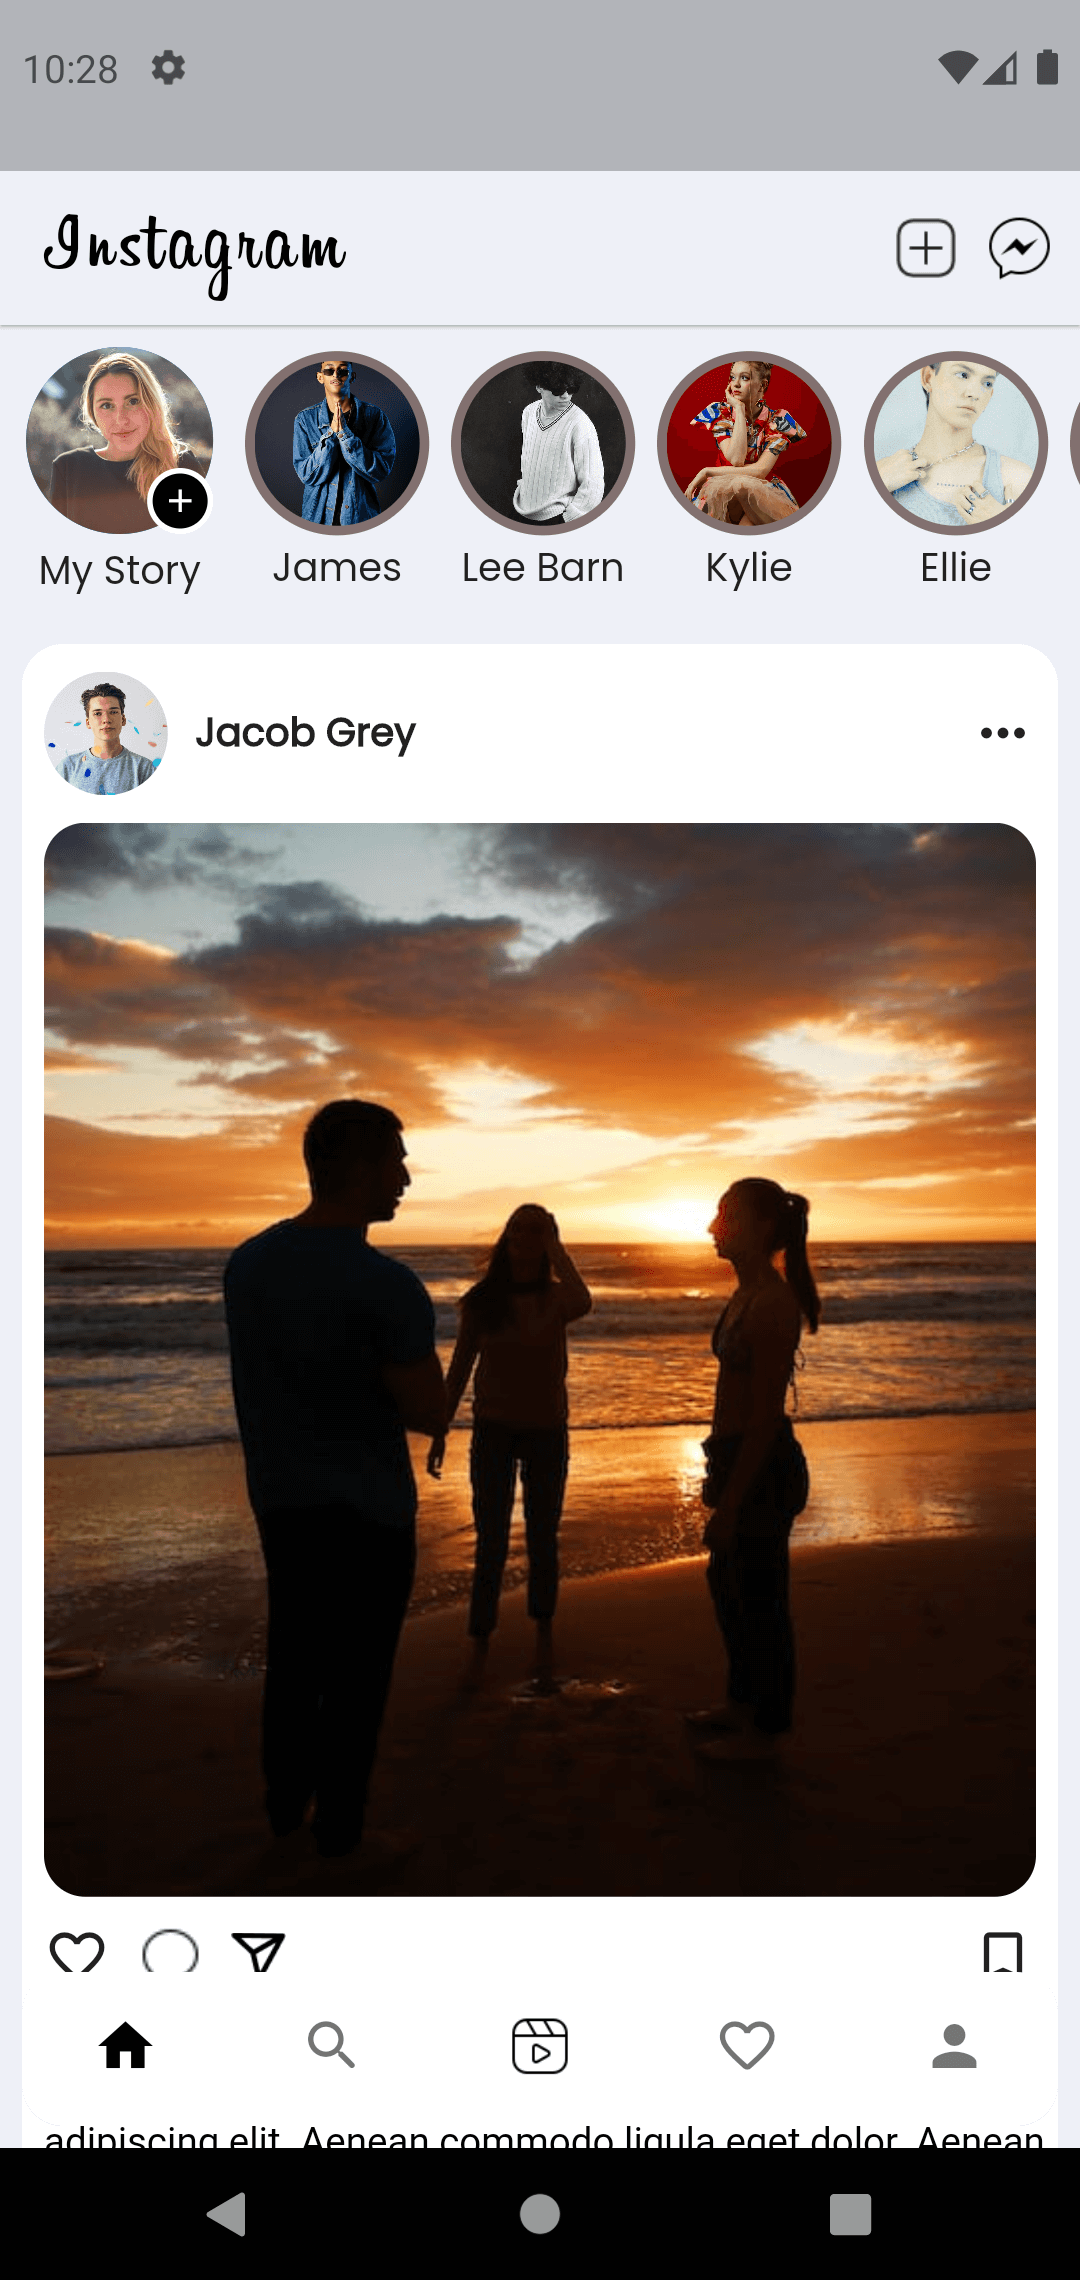 10:28
Instagram
My Story
James
Lee Barn
Kylie
Ellie
Jacob Grey
adipiscing elit. Aenean commodo ligula eget dolor. Aenean